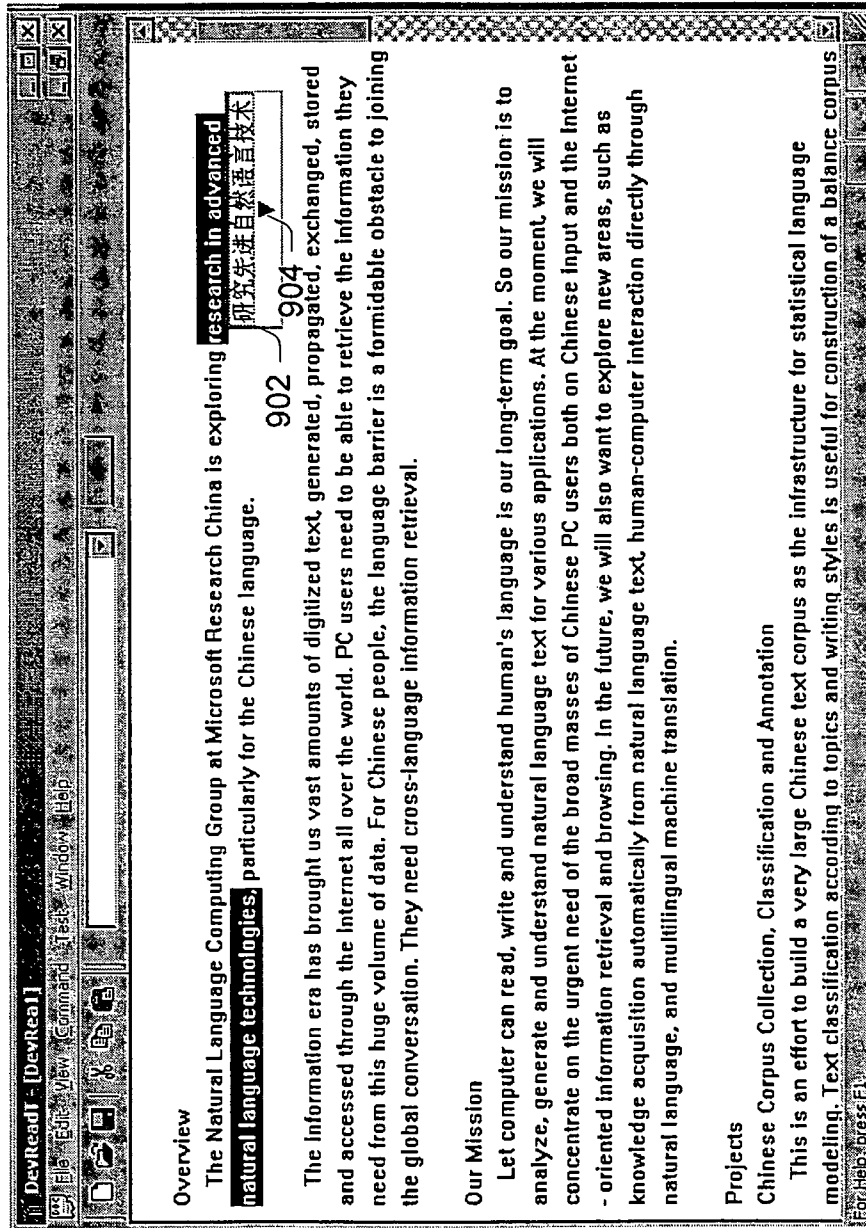 DevReadT - [DevRea1]
File Edit View Command Test Window Help
Overview
The Natural Language Computing Group at Microsoft Research China is exploring research in advanced
研究先进自然语言技术
902
904
natural language technologies, particularly for the Chinese language.
The Information era has brought us vast amounts of digitized text, generated, propagated, exchanged, stored
and accessed through the Internet all over the world. PC users need to be able to retrieve the information they
need from this huge volume of data. For Chinese people, the language barrier is a formidable obstacle to joining
the global conversation. They need cross-language information retrieval.
Our Mission
Let computer can read, write and understand human's language is our long-term goal. So our mission is to
analyze, generate and understand natural language text for various applications. At the moment, we will
concentrate on the urgent need of the broad masses of Chinese PC users both on Chinese Input and the Internet
- oriented information retrieval and browsing. In the future, we will also want to explore new areas, such as
knowledge acquisition automatically from natural language text, human-computer interaction directly through
natural language, and multilingual machine translation.
Projects
Chinese Corpus Collection, Classification and Annotation
This is an effort to build a very large Chinese text corpus as the infrastructure for statistical language
modeling. Text classification according to topics and writing styles is useful for construction of a balance corpus
Help, press F1